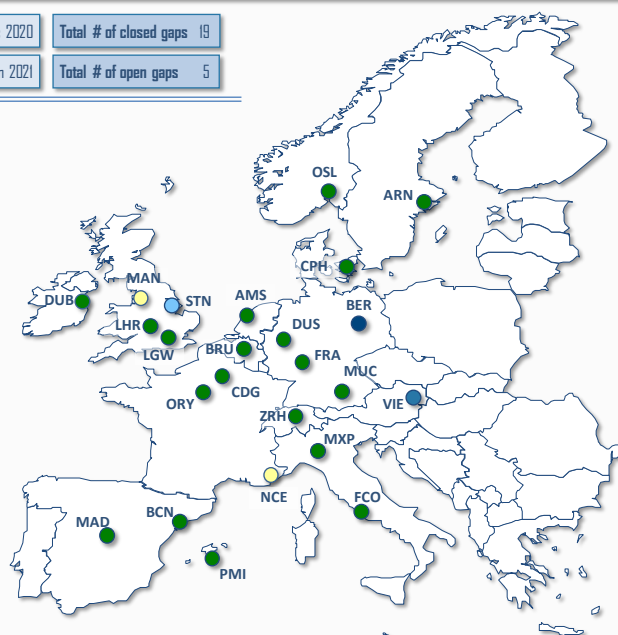 2020
Total # of closed gaps 19
2021
Total # of open gaps 5
OSL
ARN
CPH
MAN
DUB
STN
AMS
BER
LHR
DUS
LGW
BRU
FRA
MUC
CDG
ORY
VIE
ZRH
MXP
NCE
FCO
BCN
MAD
PMI